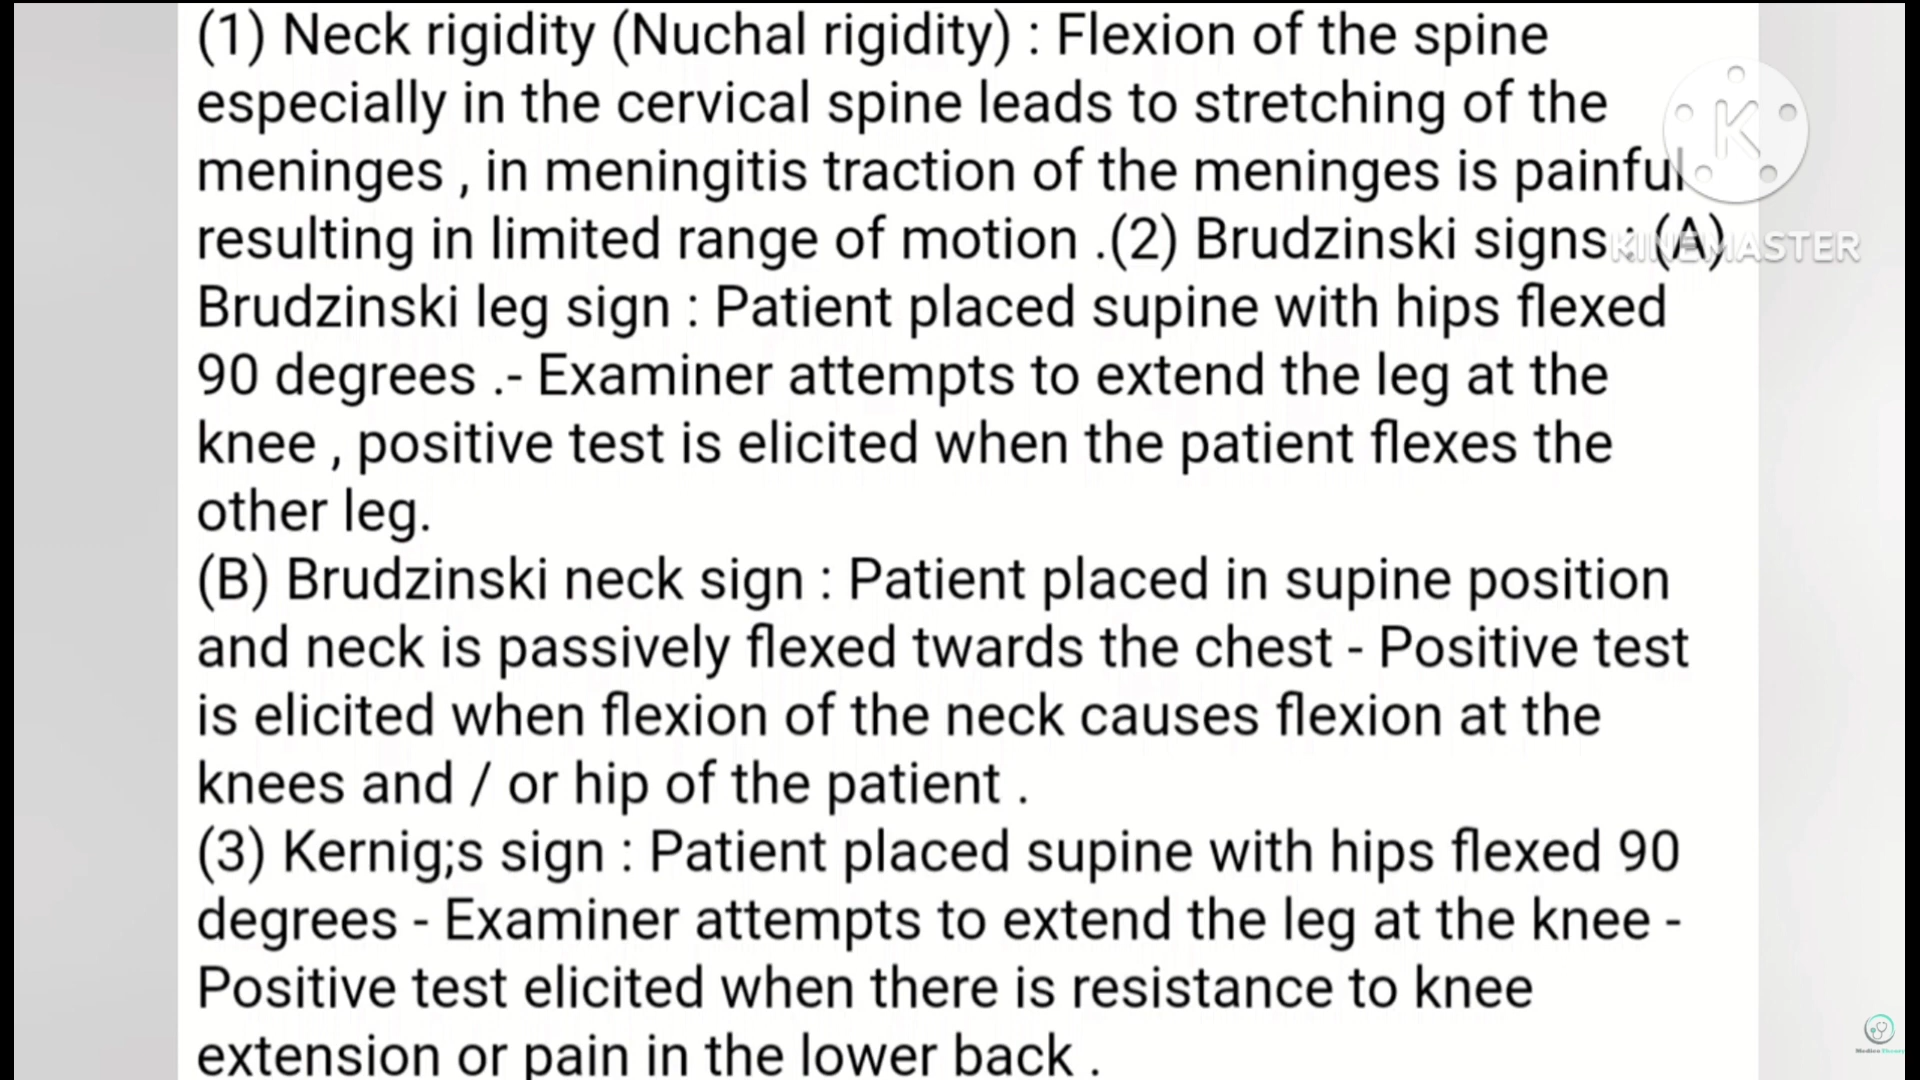 (1) Neck rigidity (Nuchal rigidity) : Flexion of the spine
especially in the cervical spine leads to stretching of the
meninges , in meningitis traction of the meninges is painful
resulting in limited range of motion .(2) Brudzinski signs : (A)
Brudzinski leg sign : Patient placed supine with hips flexed
90 degrees .- Examiner attempts to extend the leg at the
knee , positive test is elicited when the patient flexes the
other leg.
(B) Brudzinski neck sign : Patient placed in supine position
and neck is passively flexed twards the chest - Positive test
is elicited when flexion of the neck causes flexion at the
knees and / or hip of the patient .
(3) Kernig;s sign : Patient placed supine with hips flexed 90
degrees - Examiner attempts to extend the leg at the knee -
Positive test elicited when there is resistance to knee
extension or pain in the lower back .
K
KINEMASTER